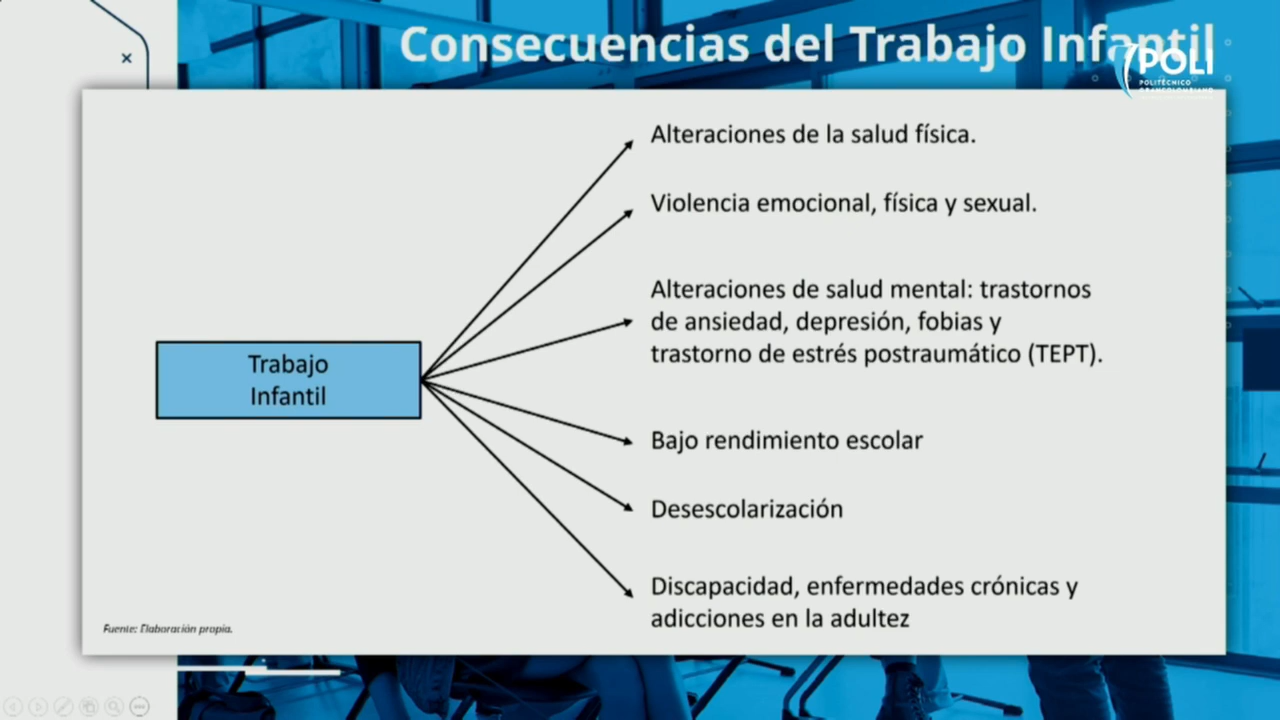 Consecuencias del Trabajo Infantil
POLI
POLITÉCNICO
GRANCOLOMBIANO
Alteraciones de la salud física.
Violencia emocional, física y sexual.
Alteraciones de salud mental: trastornos
de ansiedad, depresión, fobias y
trastorno de estrés postraumático (TEPT).
Trabajo
Infantil
Bajo rendimiento escolar
Desescolarización
Discapacidad, enfermedades crónicas y
adicciones en la adultez
Fuente: Elaboración propia.